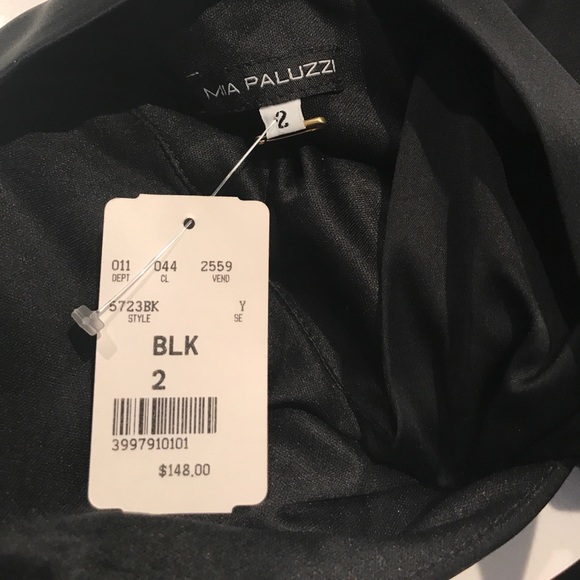 MIA PALUZZI
2
011 044 2559
DEPT CL VEND
5723BK Y
STYLE SE
BLK
2
3997910101
$148.00